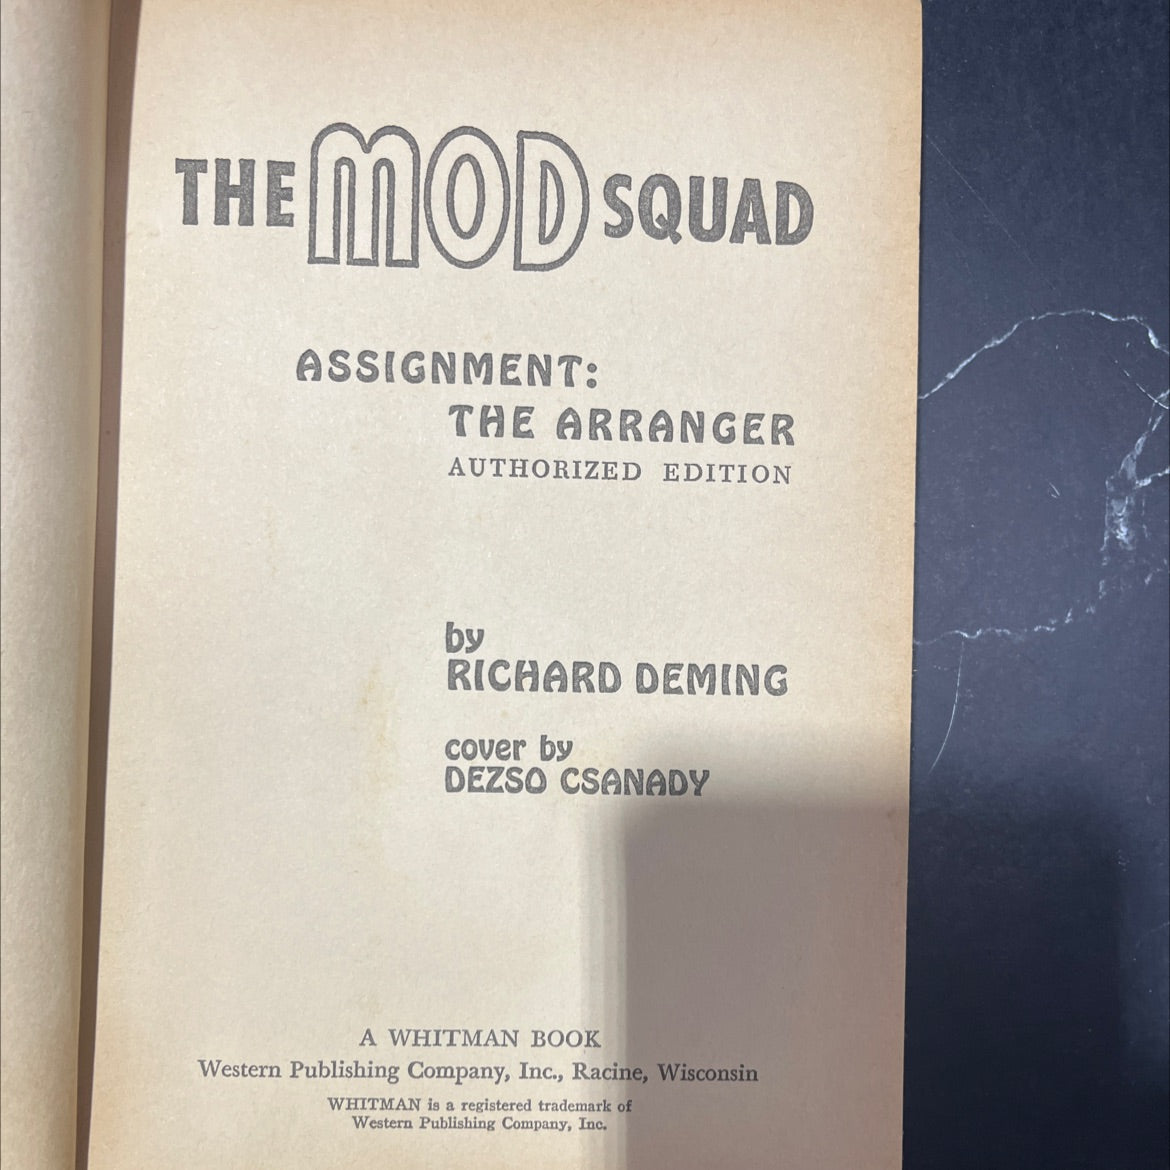 THE MOD SQUAD
ASSIGNMENT:
THE ARRANGER
AUTHORIZED EDITION
by
RICHARD DEMING
cover by
DEZSO CSANADY
A WHITMAN BOOK
Western Publishing Company, Inc., Racine, Wisconsin
WHITMAN is a registered trademark of
Western Publishing Company, Inc.